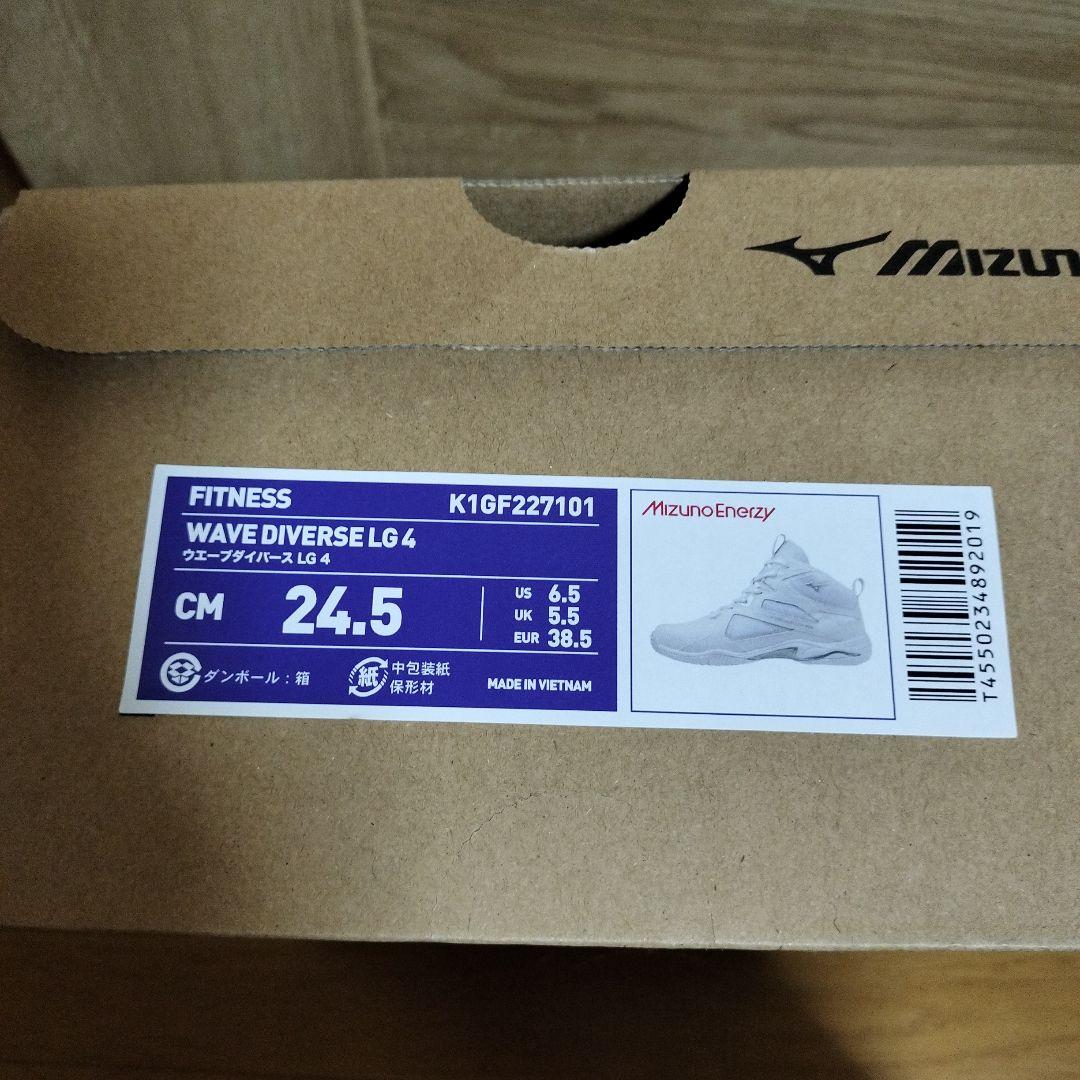 MIZUN
FITNESS K1GF227101
WAVE DIVERSE LG 4
ウエーブダイバース LG 4
CM 24.5
US 6.5
UK 5.5
EUR 38.5
ダンボール：箱
紙 中包装紙
保形材
MADE IN VIETNAM
MizunoEnerzy
T4550234892019